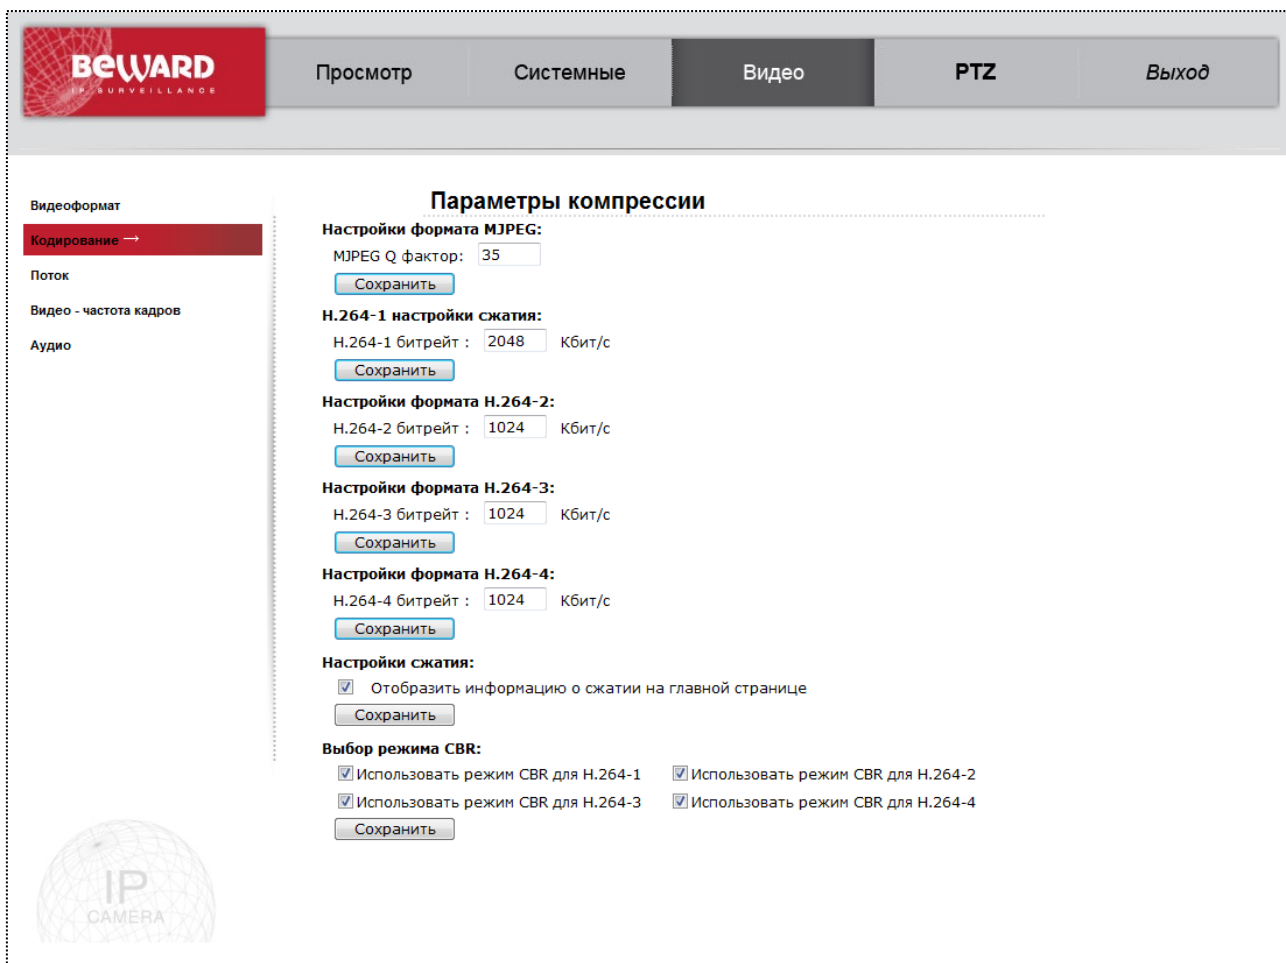 BEWARD
IP SURVEILLANCE
Просмотр
Системные
Видео
PTZ
Выход
Видеоформат
Кодирование →
Поток
Видео - частота кадров
Аудио
Параметры компрессии
Настройки формата MJPEG:
MJPEG Q фактор: 35
Сохранить
H.264-1 настройки сжатия:
H.264-1 битрейт : 2048 Кбит/с
Сохранить
Настройки формата H.264-2:
H.264-2 битрейт : 1024 Кбит/с
Сохранить
Настройки формата H.264-3:
H.264-3 битрейт : 1024 Кбит/с
Сохранить
Настройки формата H.264-4:
H.264-4 битрейт : 1024 Кбит/с
Сохранить
Настройки сжатия:
Отобразить информацию о сжатии на главной странице
Сохранить
Выбор режима CBR:
Использовать режим CBR для H.264-1 Использовать режим CBR для H.264-2
Использовать режим CBR для H.264-3 Использовать режим CBR для H.264-4
Сохранить
IP
CAMERA